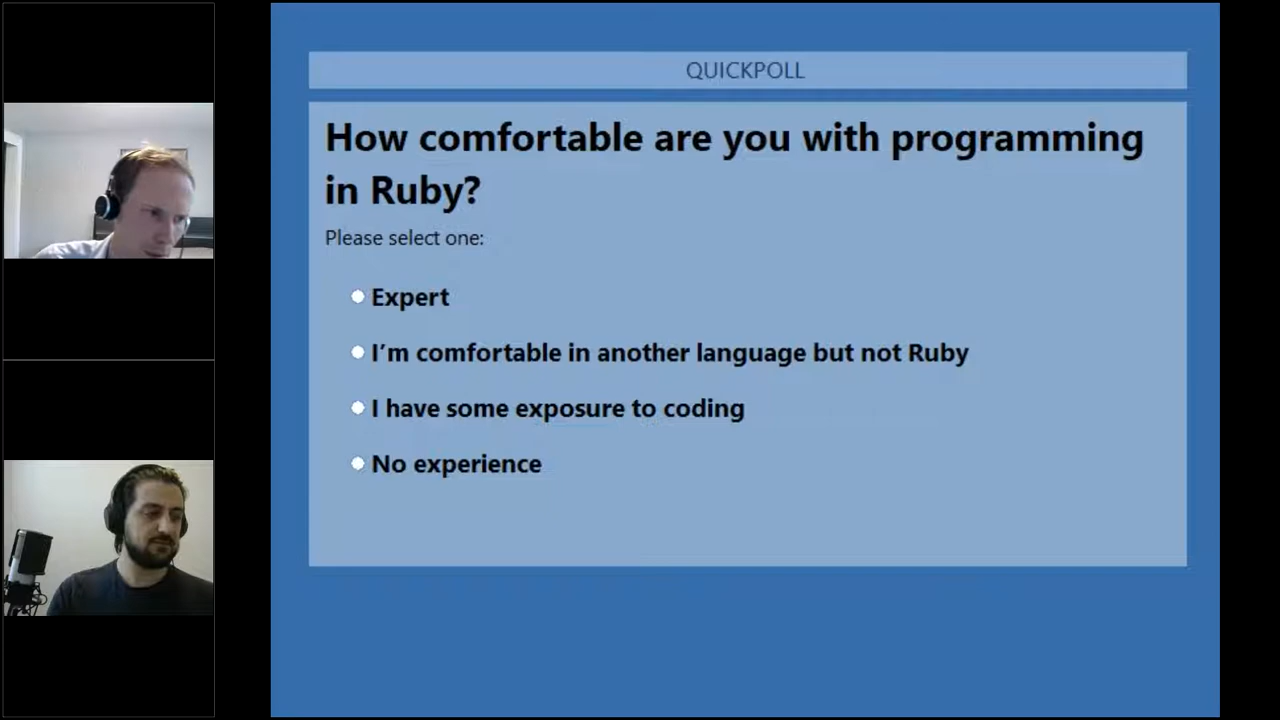 QUICKPOLL
How comfortable are you with programming
in Ruby?
Please select one:
Expert
I’m comfortable in another language but not Ruby
I have some exposure to coding
No experience